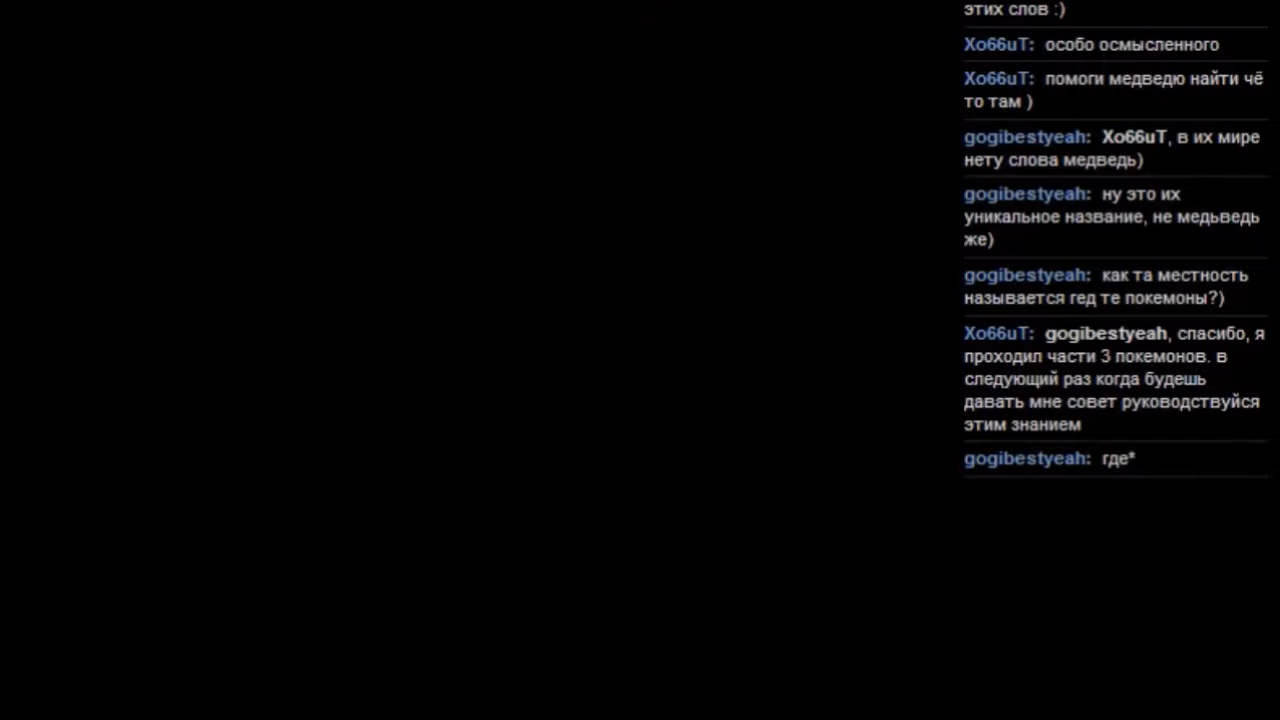 этих слов :)
Xo66uT: особо осмысленного
Xo66uT: помоги медведю найти чё
то там )
gogibestyeah: Xo66uT, в их мире
нету слова медведь)
gogibestyeah: ну это их
уникальное название, не медьведь
же)
gogibestyeah: как та местность
называется гед те покемоны?)
Xo66uT: gogibestyeah, спасибо, я
проходил части 3 покемонов. в
следующий раз когда будешь
давать мне совет руководствуйся
этим знанием
gogibestyeah: где*